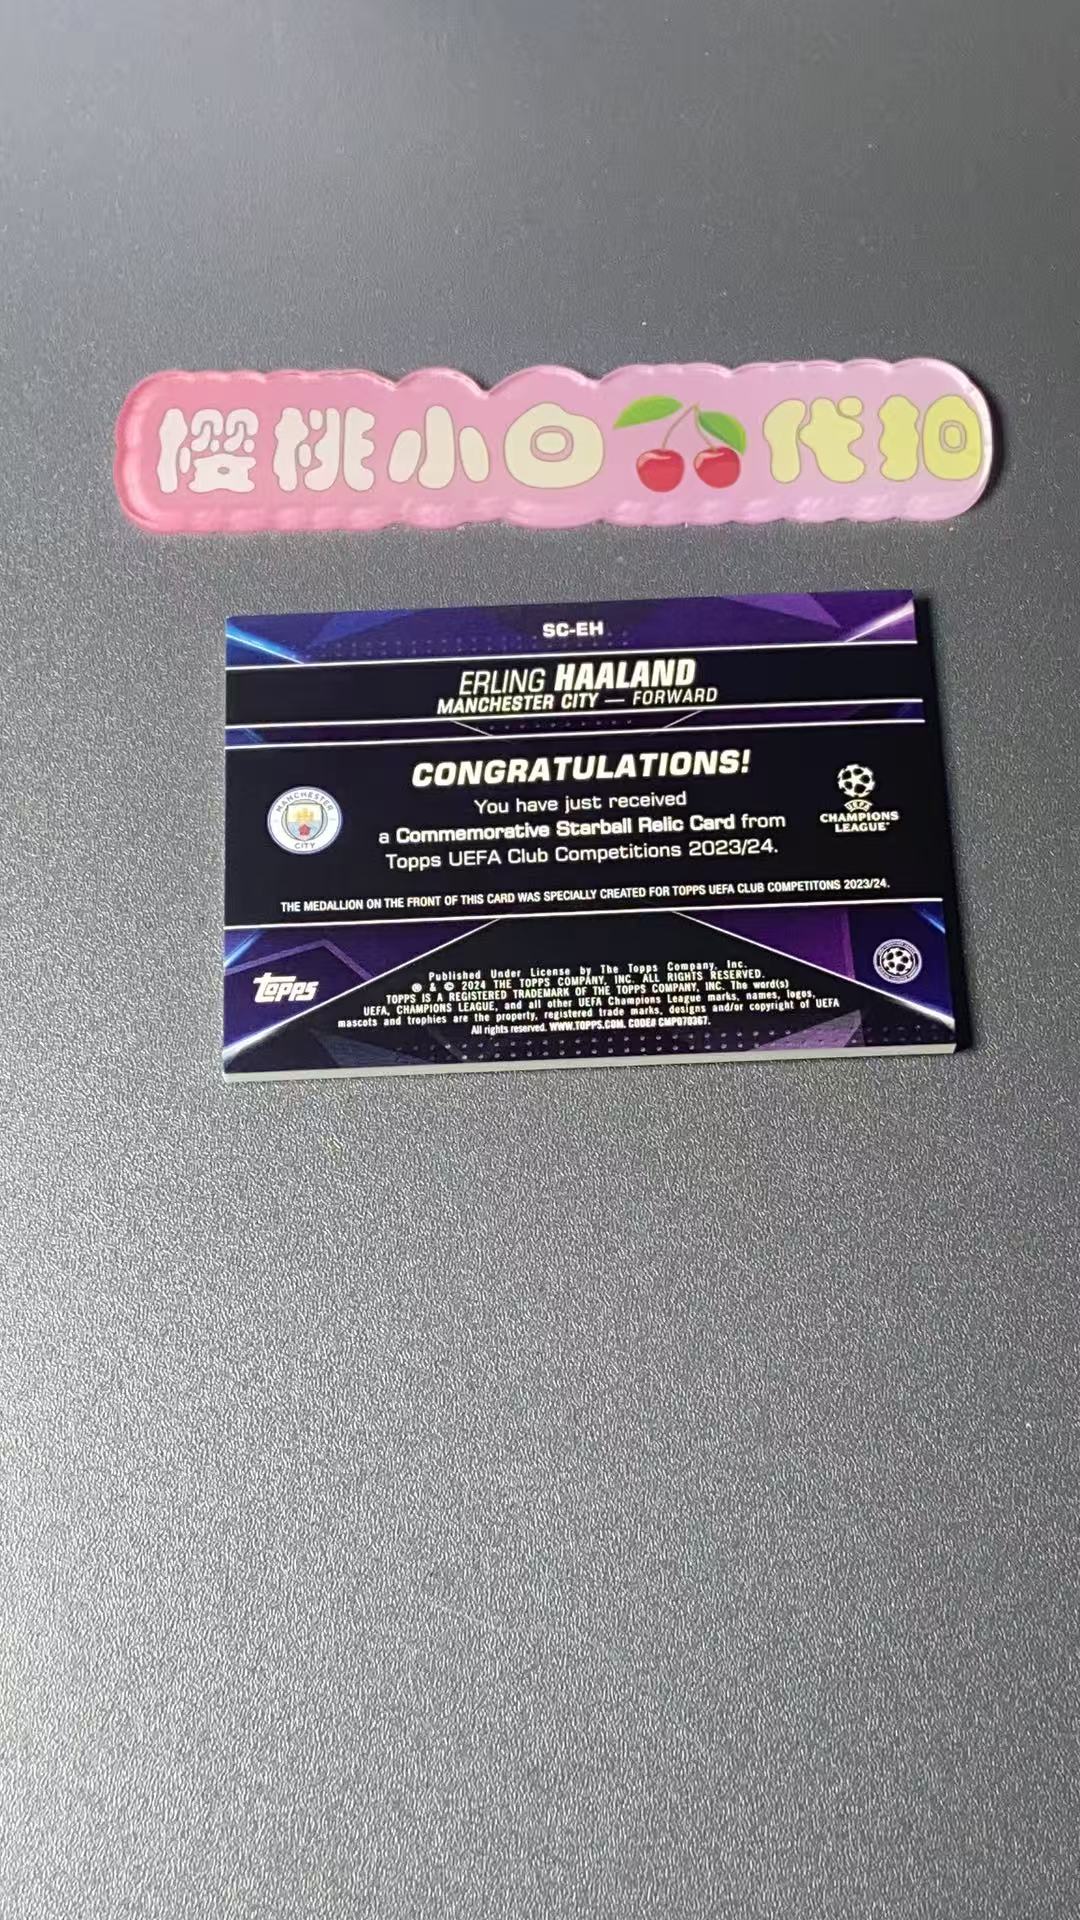 樱桃小口代扣
SC-EH
ERLING HAALAND
MANCHESTER CITY — FORWARD
CONGRATULATIONS!
You have just received
a Commemorative Starball Relic Card from
Topps UEFA Club Competitions 2023/24.
MANCHESTER
CITY
UEFA
CHAMPIONS
LEAGUE
THE MEDALLION ON THE FRONT OF THIS CARD WAS SPECIALLY CREATED FOR TOPPS UEFA CLUB COMPETITONS 2023/24.
topps
Published Under License by The Topps Company, Inc.
® & © 2024 THE TOPPS COMPANY, INC. ALL RIGHTS RESERVED.
TOPPS IS A REGISTERED TRADEMARK OF THE TOPPS COMPANY, INC. The word(s)
UEFA, CHAMPIONS LEAGUE, and all other UEFA Champions League marks, names, logos,
mascots and trophies are the property, registered trade marks, designs and/or copyright of UEFA
All rights reserved. WWW.TOPPS.COM. CODE# CMP070367.